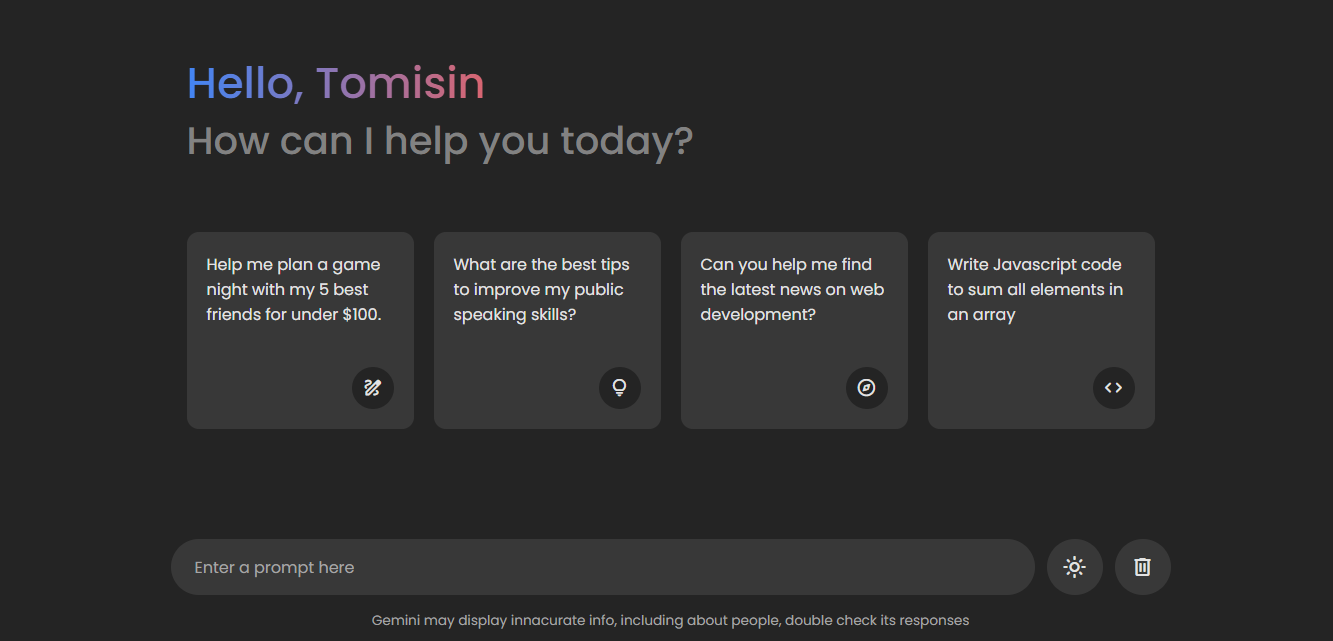 Hello, Tomisin
How can I help you today?
Help me plan a game
night with my 5 best
friends for under $100.
What are the best tips
to improve my public
speaking skills?
Can you help me find
the latest news on web
development?
Write Javascript code
to sum all elements in
an array
Enter a prompt here
Gemini may display innacurate info, including about people, double check its responses